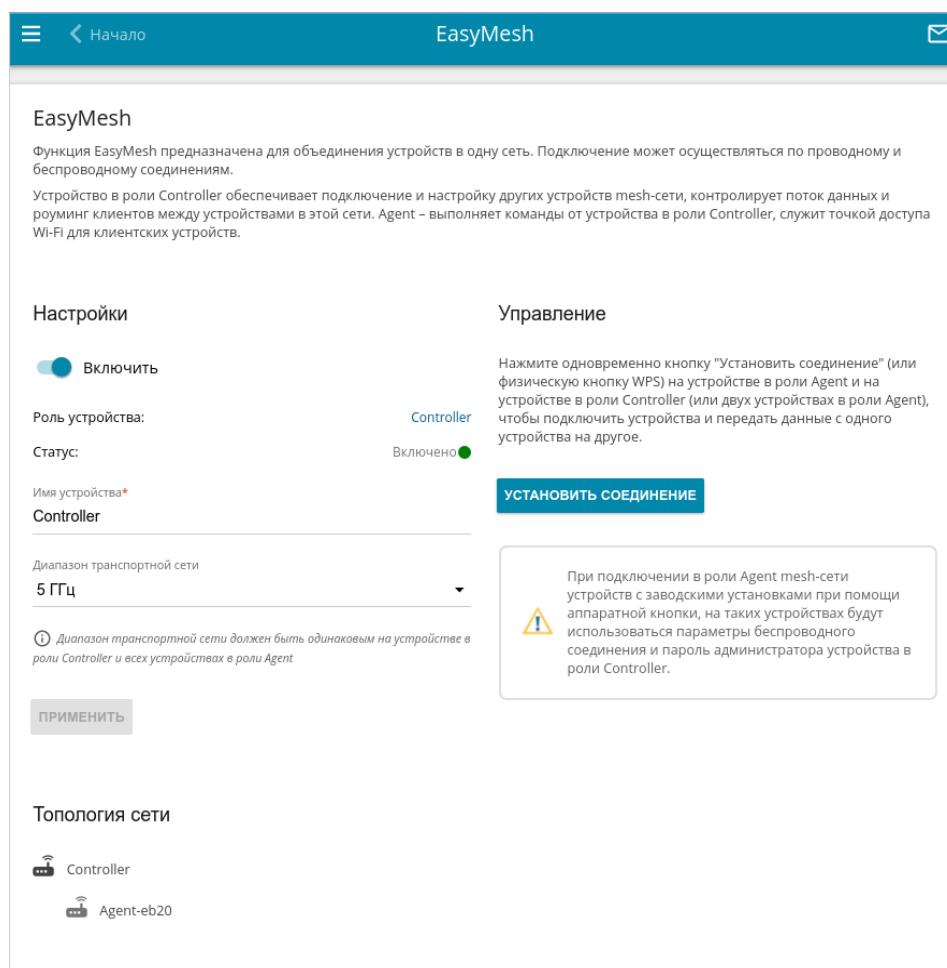 Начало
EasyMesh
EasyMesh
Функция EasyMesh предназначена для объединения устройств в одну сеть. Подключение может осуществляться по проводному и
беспроводному соединениям.
Устройство в роли Controller обеспечивает подключение и настройку других устройств mesh-сети, контролирует поток данных и
роуминг клиентов между устройствами в этой сети. Agent – выполняет команды от устройства в роли Controller, служит точкой доступа
Wi-Fi для клиентских устройств.
Настройки
Включить
Роль устройства: Controller
Статус: Включено
Имя устройства*
Controller
Диапазон транспортной сети
5 ГГц
Диапазон транспортной сети должен быть одинаковым на устройстве в
роли Controller и всех устройствах в роли Agent
ПРИМЕНИТЬ
Управление
Нажмите одновременно кнопку "Установить соединение" (или
физическую кнопку WPS) на устройстве в роли Agent и на
устройстве в роли Controller (или двух устройствах в роли Agent),
чтобы подключить устройства и передать данные с одного
устройства на другое.
УСТАНОВИТЬ СОЕДИНЕНИЕ
При подключении в роли Agent mesh-сети
устройств с заводскими установками при помощи
аппаратной кнопки, на таких устройствах будут
использоваться параметры беспроводного
соединения и пароль администратора устройства в
роли Controller.
Топология сети
Controller
Agent-eb20